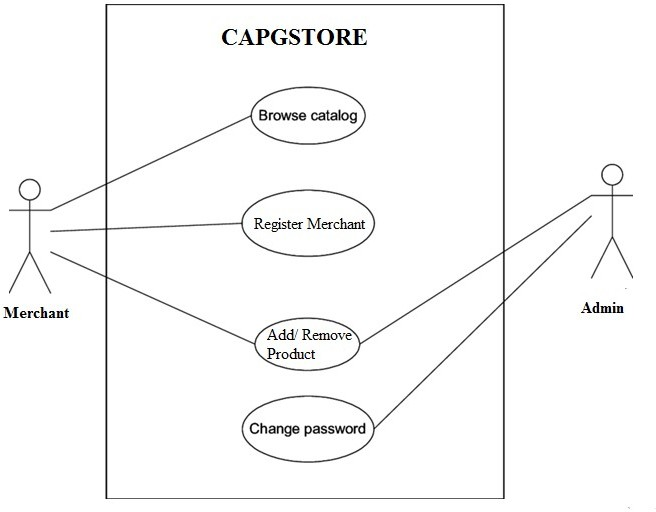 CAPGSTORE
Browse catalog
Register Merchant
Merchant
Admin
Add/ Remove
Product
Change password